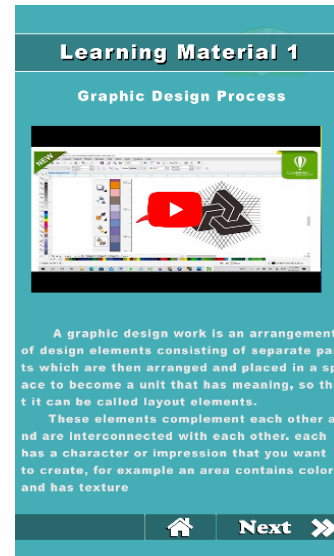 Learning Material 1
Graphic Design Process
NEW
A graphic design work is an arrangement
of design elements consisting of separate pa
ts which are then arranged and placed in a sp
ace to become a unit that has meaning, so th
t it can be called layout elements.
These elements complement each other a
nd are interconnected with each other. each
has a character or impression that you want
to create, for example an area contains color
and has texture
Next